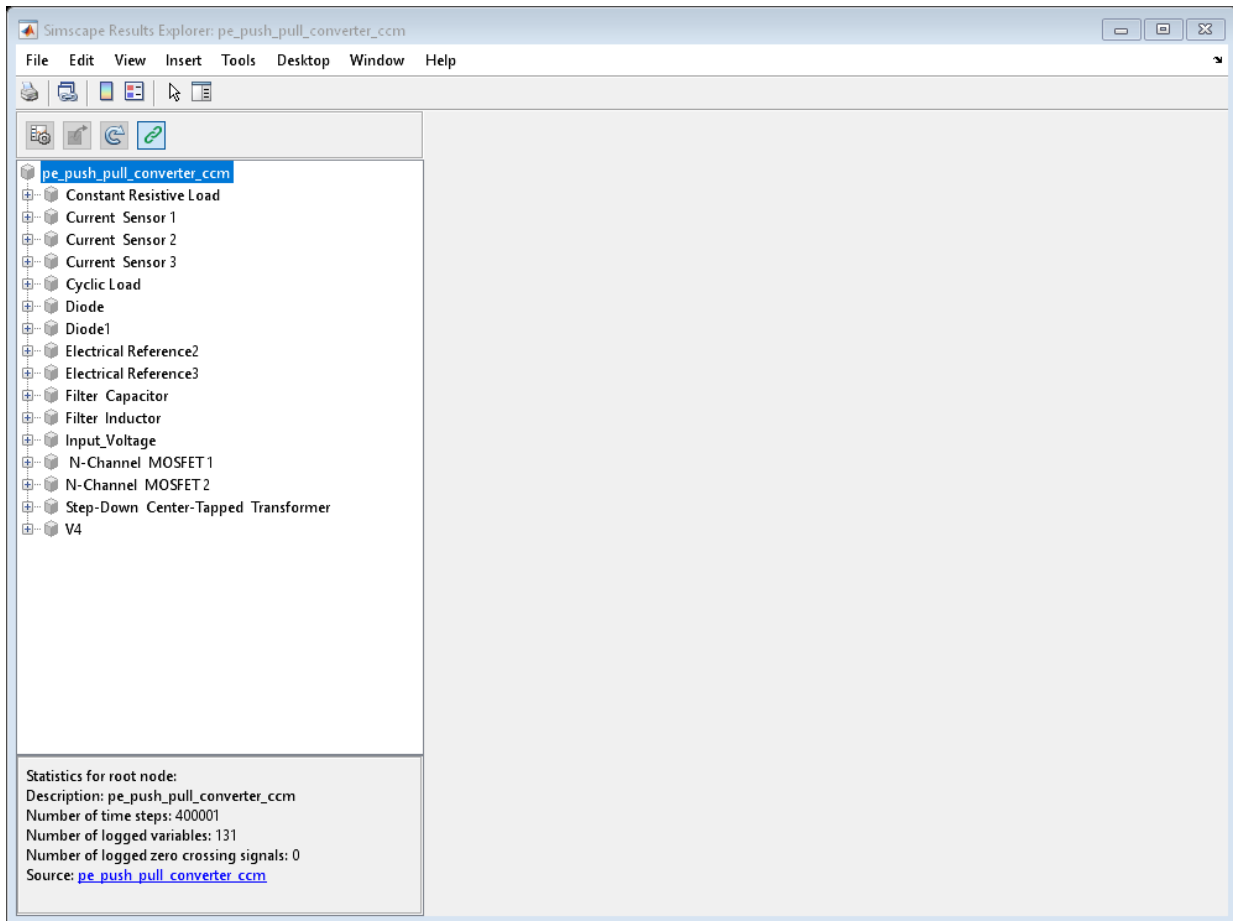 Simscape Results Explorer: pe_push_pull_converter_ccm
File Edit View Insert Tools Desktop Window Help
pe_push_pull_converter_ccm
Constant Resistive Load
Current Sensor 1
Current Sensor 2
Current Sensor 3
Cyclic Load
Diode
Diode1
Electrical Reference2
Electrical Reference3
Filter Capacitor
Filter Inductor
Input_Voltage
N-Channel MOSFET 1
N-Channel MOSFET 2
Step-Down Center-Tapped Transformer
V4
Statistics for root node:
Description: pe_push_pull_converter_ccm
Number of time steps: 400001
Number of logged variables: 131
Number of logged zero crossing signals: 0
Source: pe_push_pull_converter_ccm